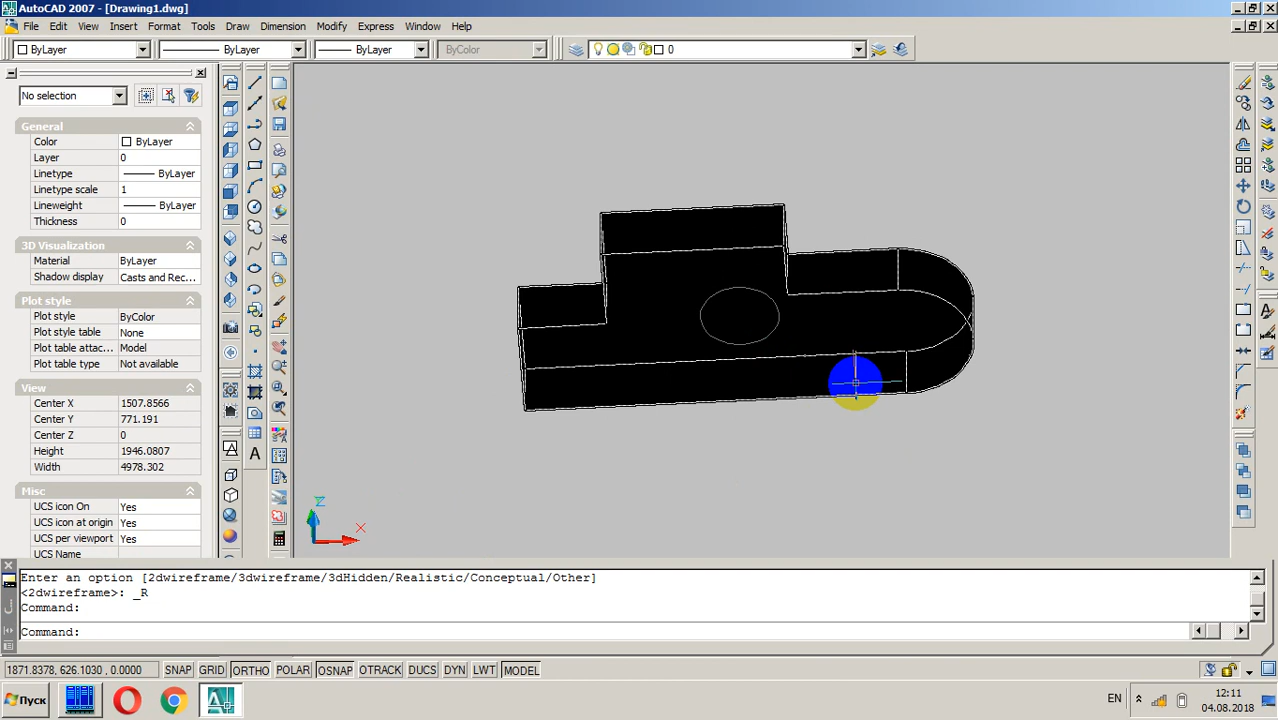 AutoCAD 2007 - [Drawing1.dwg]
File Edit View Insert Format Tools Draw Dimension Modify Express Window Help
ByLayer ByLayer ByLayer ByColor 0
No selection
General
Color ByLayer
Layer 0
Linetype ByLayer
Linetype scale 1
Lineweight ByLayer
Thickness 0
3D Visualization
Material ByLayer
Shadow display Casts and Rec...
Plot style
Plot style ByColor
Plot style table None
Plot table attac... Model
Plot table type Not available
View
Center X 1507.8566
Center Y 771.191
Center Z 0
Height 1946.0807
Width 4978.302
Misc
UCS icon On Yes
UCS icon at origin Yes
UCS per viewport Yes
UCS Name
Z
X
Enter an option [2dwireframe/3dwireframe/3dHidden/Realistic/Conceptual/Other]
<2dwireframe>: _R
Command:
Command:
1871.8378, 626.1030 , 0.0000 SNAP GRID ORTHO POLAR OSNAP OTRACK DUCS DYN LWT MODEL
Пуск EN 12:11
04.08.2018